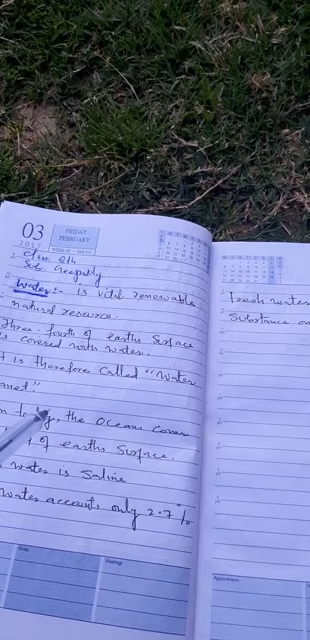 03
2017
FRIDAY
FEBRUARY
Class 8th
Sub. Geography
Water:- is vital renewable
natural resource.
Three-fourth of earths Surface
is covered with water.
It is therefore called "Water
Planet".
the Oceans cover
of earths Surface.
water is Saline
water accounts only 2.7%
Fresh water
Substance
Notes
Meetings
Appointments